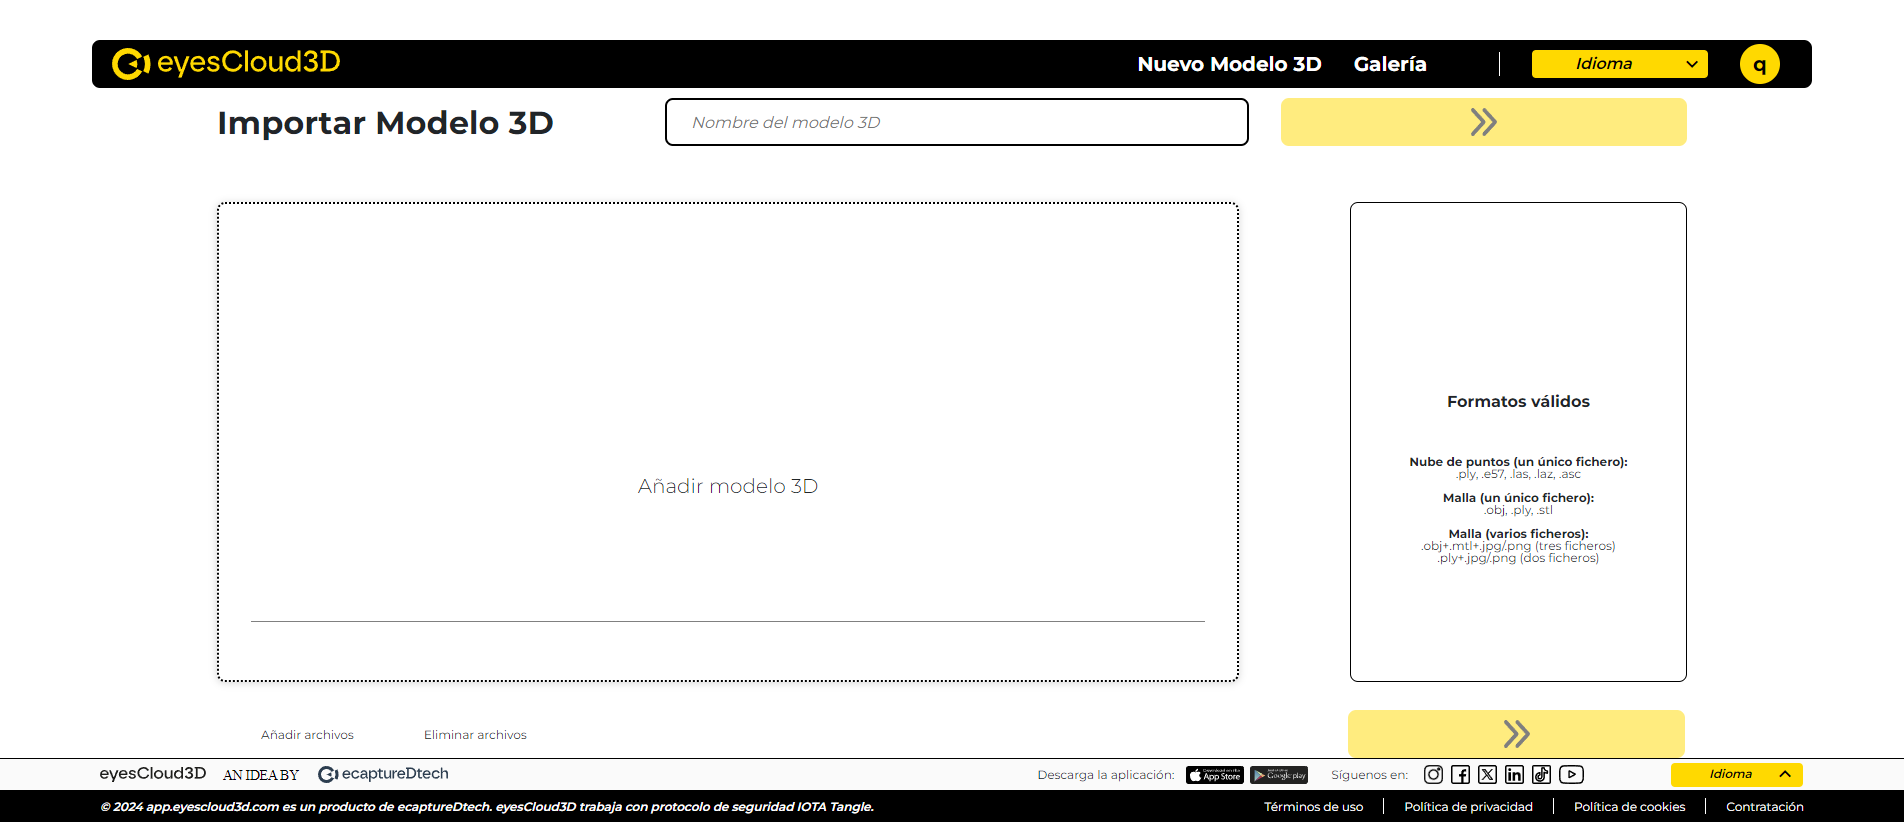 eyesCloud3D
Nuevo Modelo 3D
Galería
Idioma
q
Importar Modelo 3D
Nombre del modelo 3D
Añadir modelo 3D
Formatos válidos
Nube de puntos (un único fichero):
.ply, .e57, .las, .laz, .asc
Malla (un único fichero):
.obj, .ply, .stl
Malla (varios ficheros):
.obj+.mtl+.jpg/.png (tres ficheros)
.ply+.jpg/.png (dos ficheros)
Añadir archivos
Eliminar archivos
eyesCloud3D AN IDEA BY ecaptureDtech
Descarga la aplicación:
App Store
Google play
Síguenos en:
Idioma
© 2024 app.eyescloud3d.com es un producto de ecaptureDtech. eyesCloud3D trabaja con protocolo de seguridad IOTA Tangle.
Términos de uso
Política de privacidad
Política de cookies
Contratación